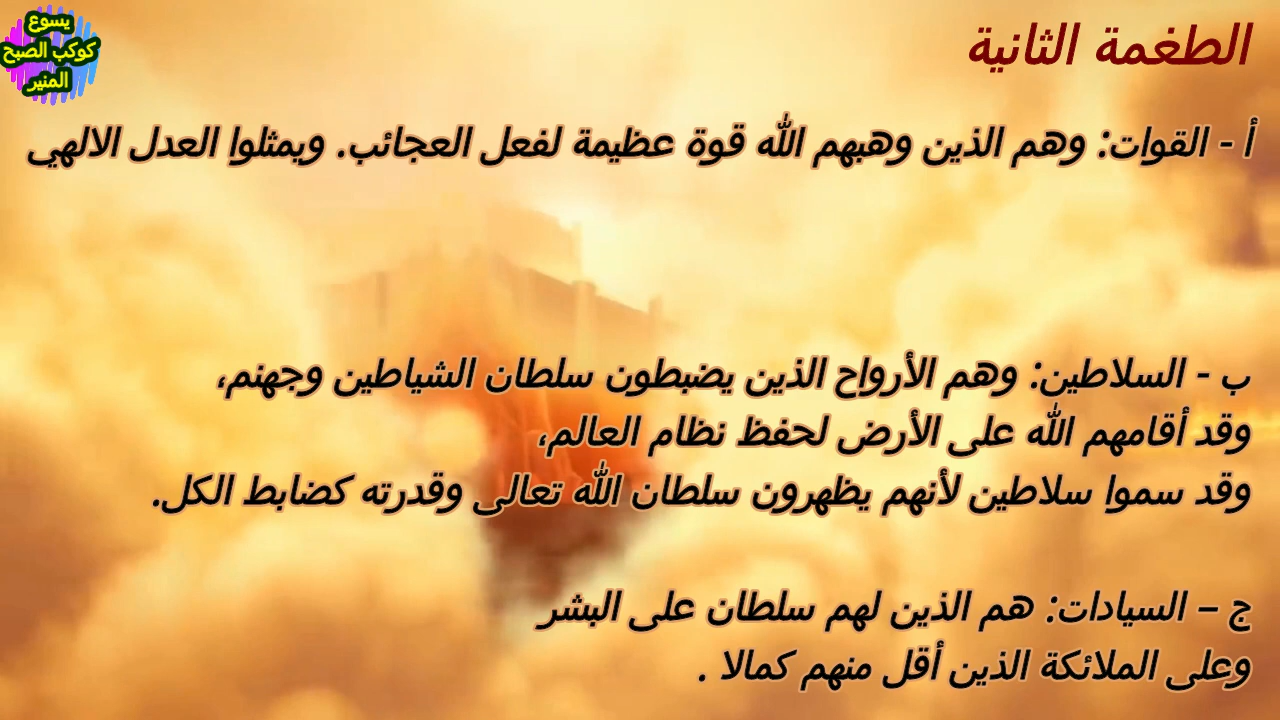 يسوع
كوكب الصبح
المنير
الطغمة الثانية
أ - القوات: وهم الذين وهبهم الله قوة عظيمة لفعل العجائب. ويمثلوا العدل الالهي
ب - السلاطين: وهم الأرواح الذين يضبطون سلطان الشياطين وجهنم،
وقد أقامهم الله على الأرض لحفظ نظام العالم،
وقد سموا سلاطين لأنهم يظهرون سلطان الله تعالى وقدرته كضابط الكل.
ج – السيادات: هم الذين لهم سلطان على البشر
وعلى الملائكة الذين أقل منهم كمالا .